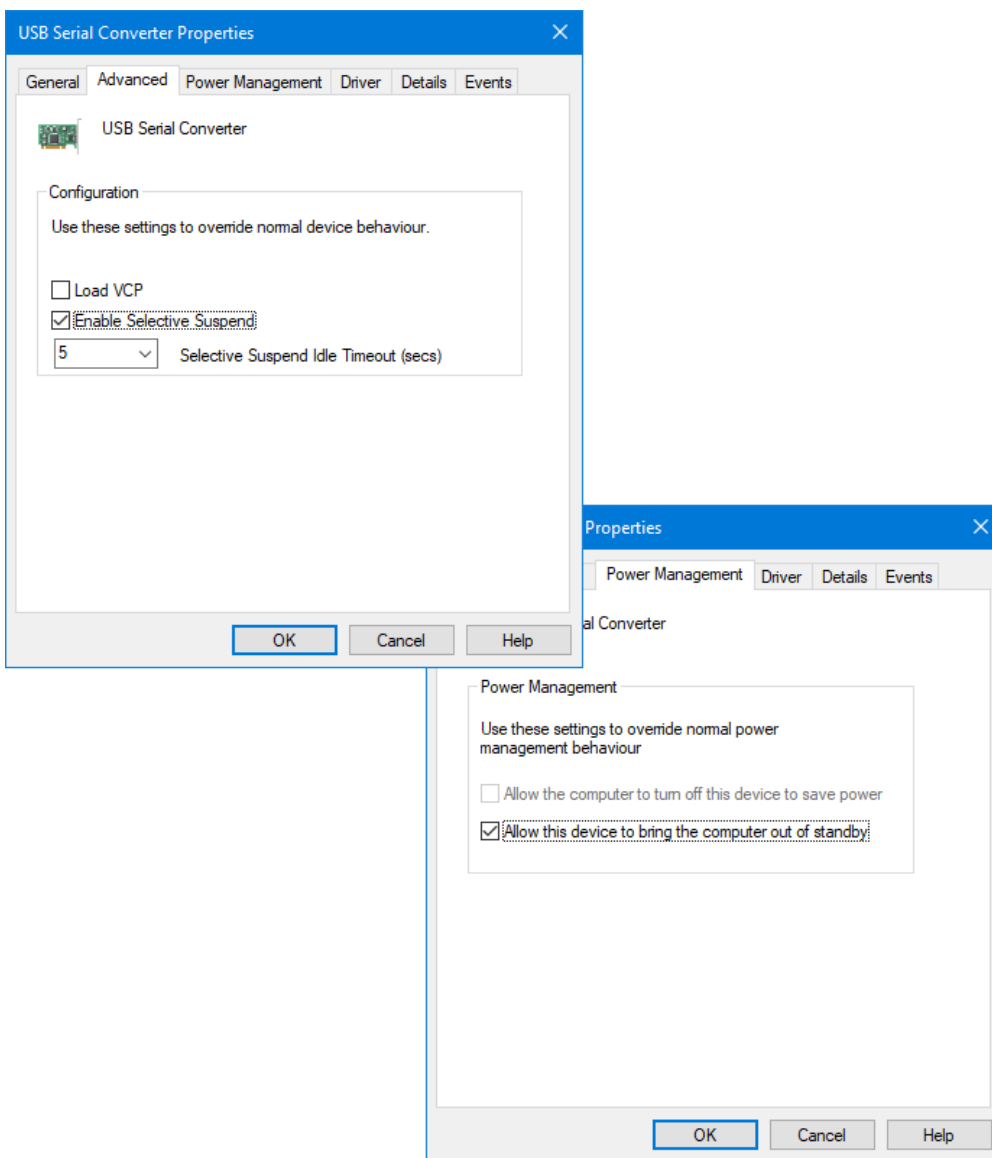 USB Serial Converter Properties
General Advanced Power Management Driver Details Events
USB Serial Converter
Configuration
Use these settings to override normal device behaviour.
Load VCP
Enable Selective Suspend
5 Selective Suspend Idle Timeout (secs)
OK Cancel Help
Properties
Power Management Driver Details Events
al Converter
Power Management
Use these settings to override normal power
management behaviour
Allow the computer to turn off this device to save power
Allow this device to bring the computer out of standby
OK Cancel Help